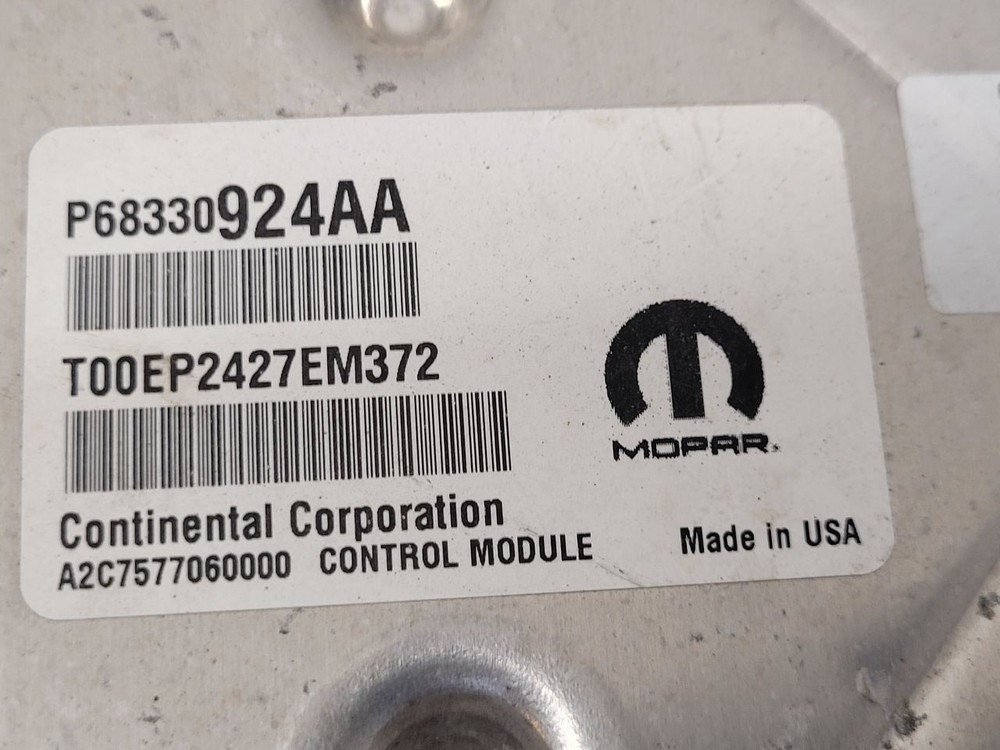 P68330924AA
T00EP2427EM372
MOPAR
Continental Corporation
A2C7577060000 CONTROL MODULE
Made in USA